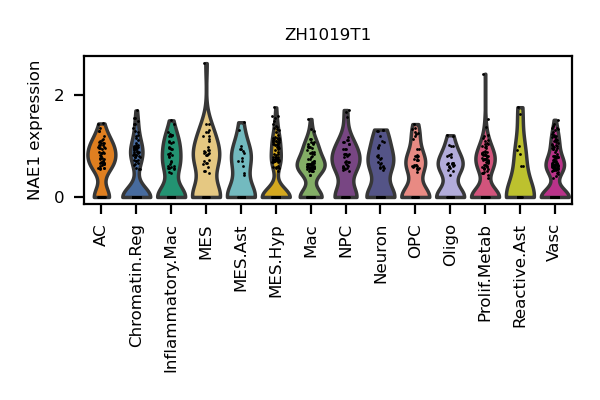 ZH1019T1
NAE1 expression
2
0
AC
Chromatin.Reg
Inflammatory.Mac
MES
MES.Ast
MES.Hyp
Mac
NPC
Neuron
OPC
Oligo
Prolif.Metab
Reactive.Ast
Vasc